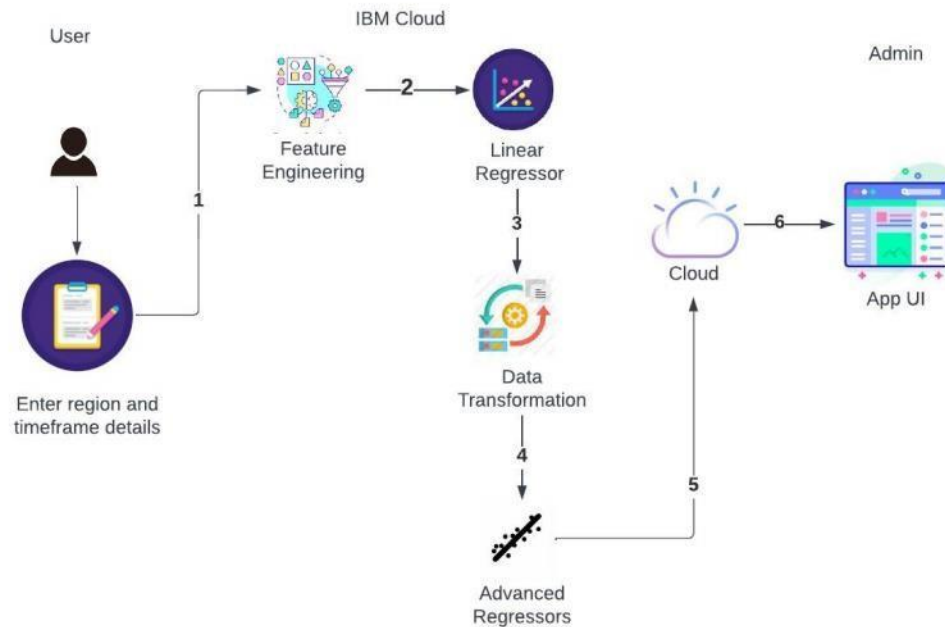 IBM Cloud
User
Admin
Feature
Engineering
2
Linear
Regressor
1
3
6
Cloud
App UI
Enter region and
timeframe details
Data
Transformation
4
5
Advanced
Regressors